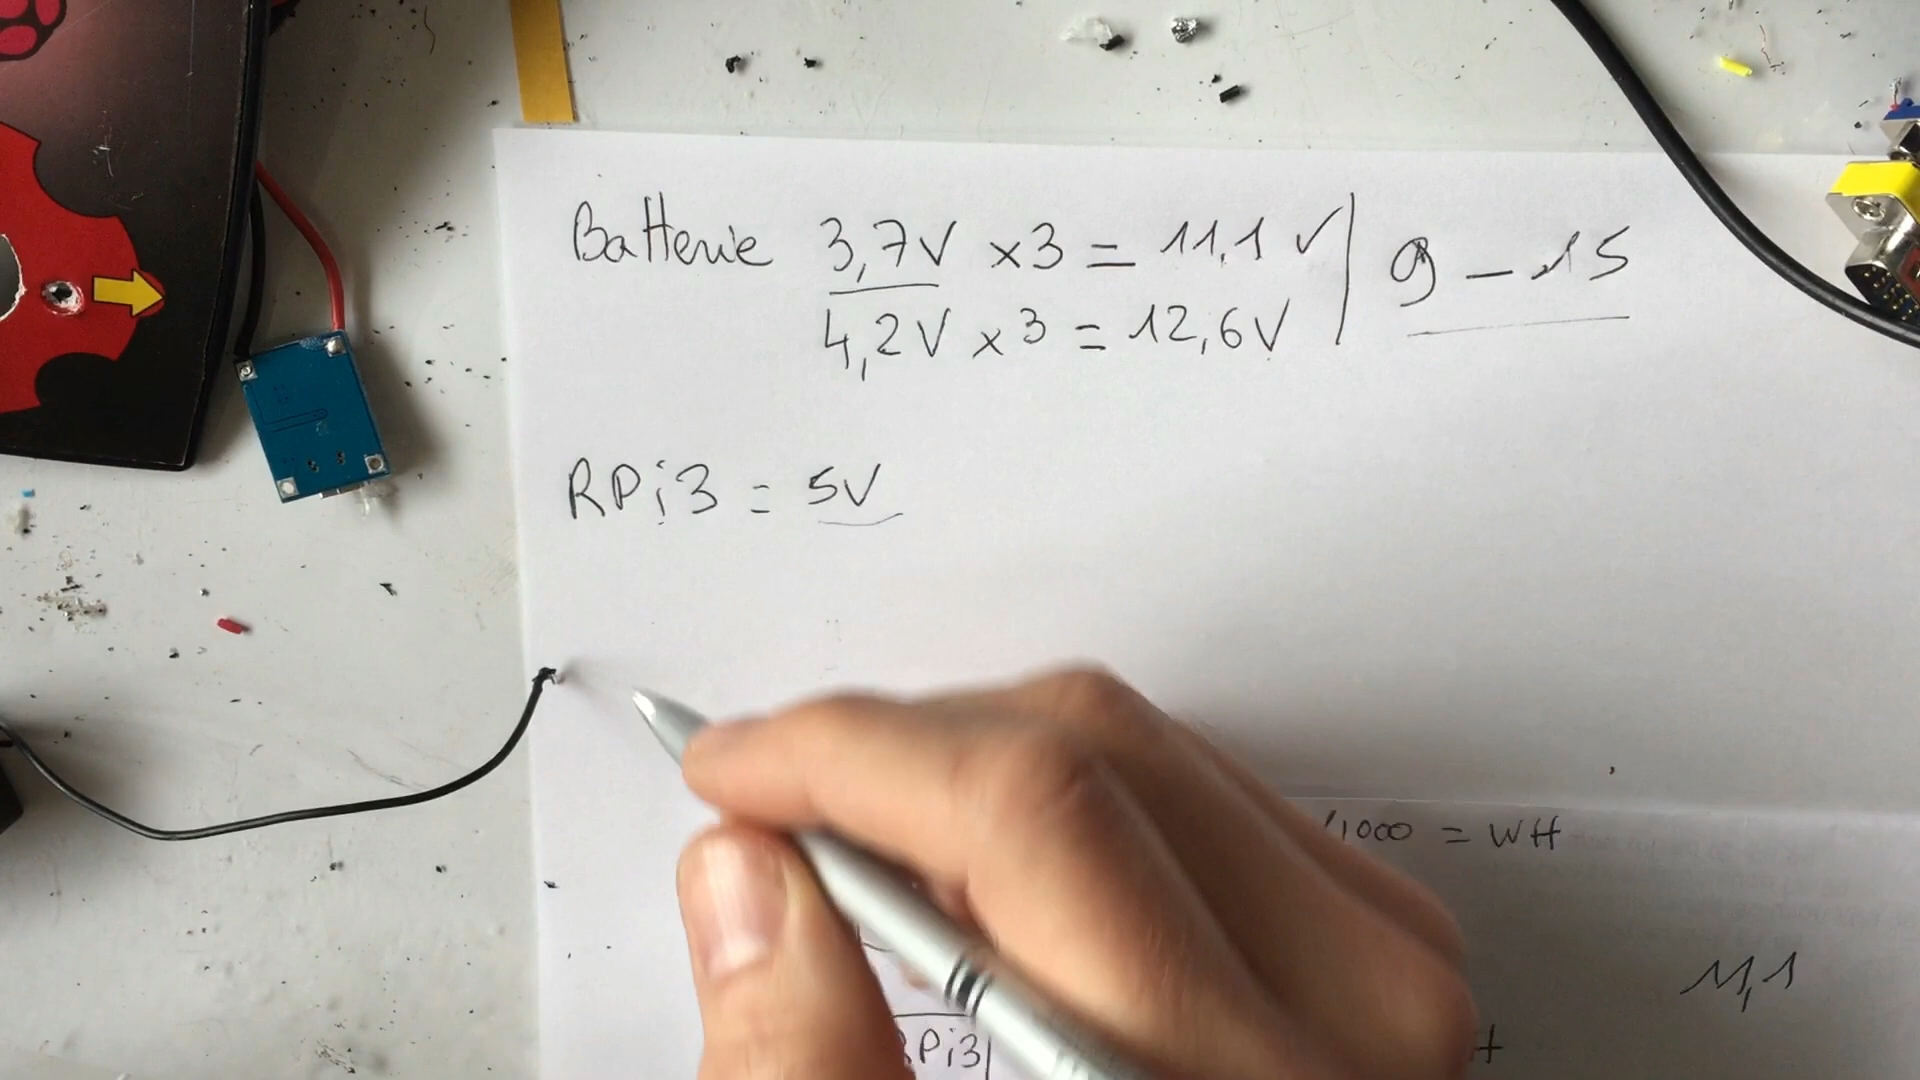 Batterie 3,7V x3 = 11,1 V | 9 - 15
4,2V x 3 = 12,6V
RPi3 = 5V
/1000 = WH
11,1
RPi3
H